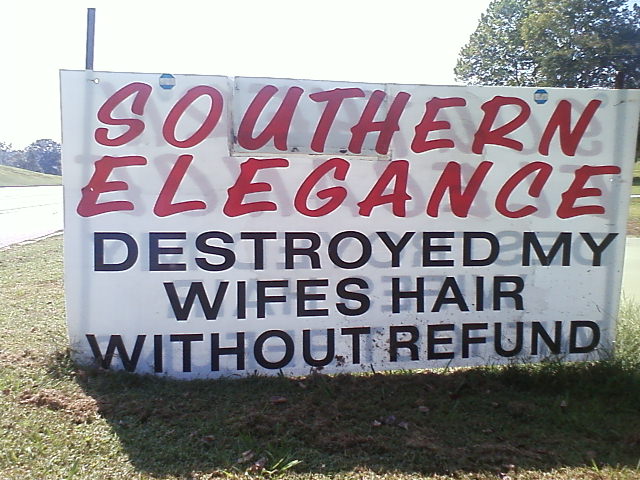 SOUTHERN
ELEGANCE
DESTROYED MY
WIFES HAIR
WITHOUT REFUND